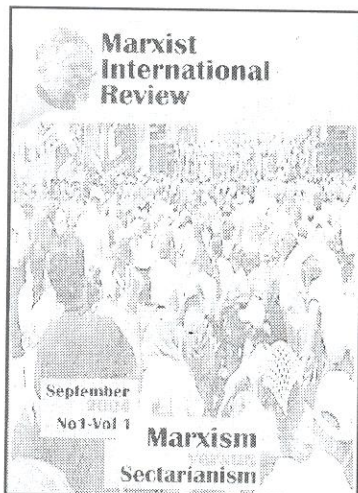 Marxist
International
Review
September
No1-Vol 1
Marxism
Sectarianism